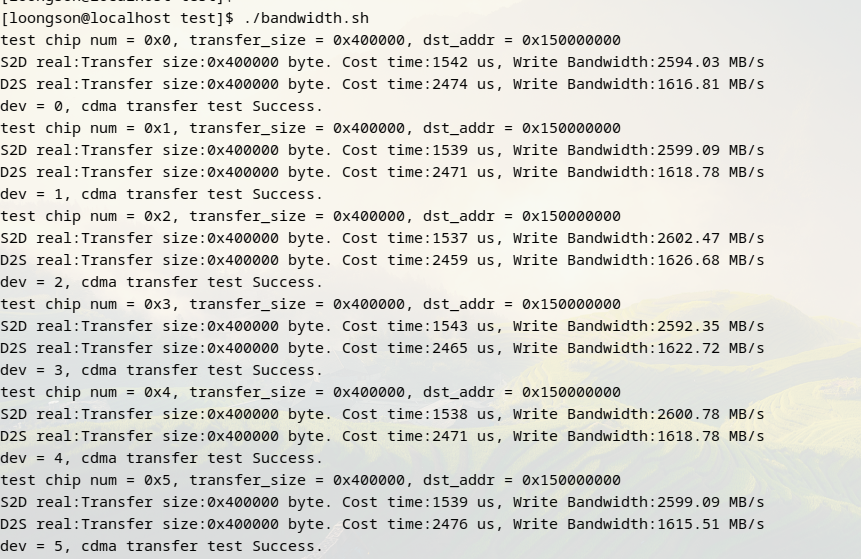 [loongson@localhost test]$ ./bandwidth.sh
test chip num = 0x0, transfer_size = 0x400000, dst_addr = 0x150000000
S2D real:Transfer size:0x400000 byte. Cost time:1542 us, Write Bandwidth:2594.03 MB/s
D2S real:Transfer size:0x400000 byte. Cost time:2474 us, Write Bandwidth:1616.81 MB/s
dev = 0, cdma transfer test Success.
test chip num = 0x1, transfer_size = 0x400000, dst_addr = 0x150000000
S2D real:Transfer size:0x400000 byte. Cost time:1539 us, Write Bandwidth:2599.09 MB/s
D2S real:Transfer size:0x400000 byte. Cost time:2471 us, Write Bandwidth:1618.78 MB/s
dev = 1, cdma transfer test Success.
test chip num = 0x2, transfer_size = 0x400000, dst_addr = 0x150000000
S2D real:Transfer size:0x400000 byte. Cost time:1537 us, Write Bandwidth:2602.47 MB/s
D2S real:Transfer size:0x400000 byte. Cost time:2459 us, Write Bandwidth:1626.68 MB/s
dev = 2, cdma transfer test Success.
test chip num = 0x3, transfer_size = 0x400000, dst_addr = 0x150000000
S2D real:Transfer size:0x400000 byte. Cost time:1543 us, Write Bandwidth:2592.35 MB/s
D2S real:Transfer size:0x400000 byte. Cost time:2465 us, Write Bandwidth:1622.72 MB/s
dev = 3, cdma transfer test Success.
test chip num = 0x4, transfer_size = 0x400000, dst_addr = 0x150000000
S2D real:Transfer size:0x400000 byte. Cost time:1538 us, Write Bandwidth:2600.78 MB/s
D2S real:Transfer size:0x400000 byte. Cost time:2471 us, Write Bandwidth:1618.78 MB/s
dev = 4, cdma transfer test Success.
test chip num = 0x5, transfer_size = 0x400000, dst_addr = 0x150000000
S2D real:Transfer size:0x400000 byte. Cost time:1539 us, Write Bandwidth:2599.09 MB/s
D2S real:Transfer size:0x400000 byte. Cost time:2476 us, Write Bandwidth:1615.51 MB/s
dev = 5, cdma transfer test Success.